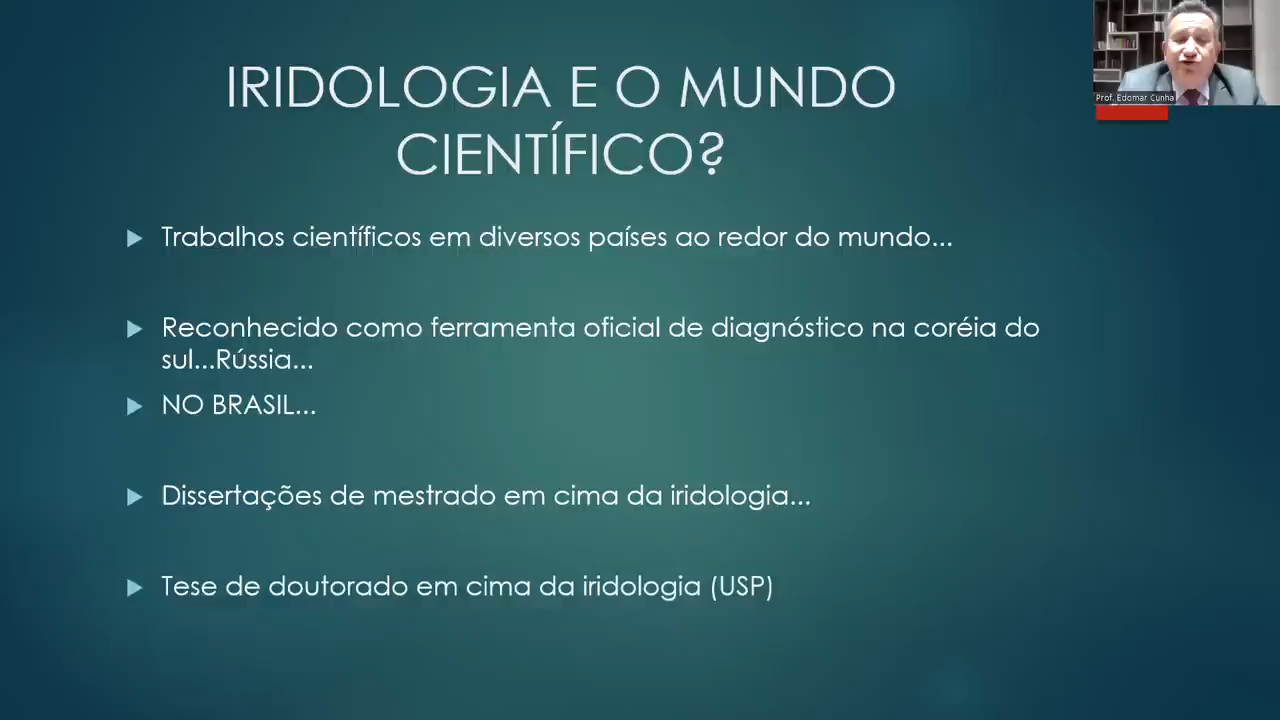 IRIDOLOGIA E O MUNDO
CIENTÍFICO?
Trabalhos científicos em diversos países ao redor do mundo...
Reconhecido como ferramenta oficial de diagnóstico na coréia do
sul...Rússia...
NO BRASIL...
Dissertações de mestrado em cima da iridologia...
Tese de doutorado em cima da iridologia (USP)
Prof. Edomar Cunha